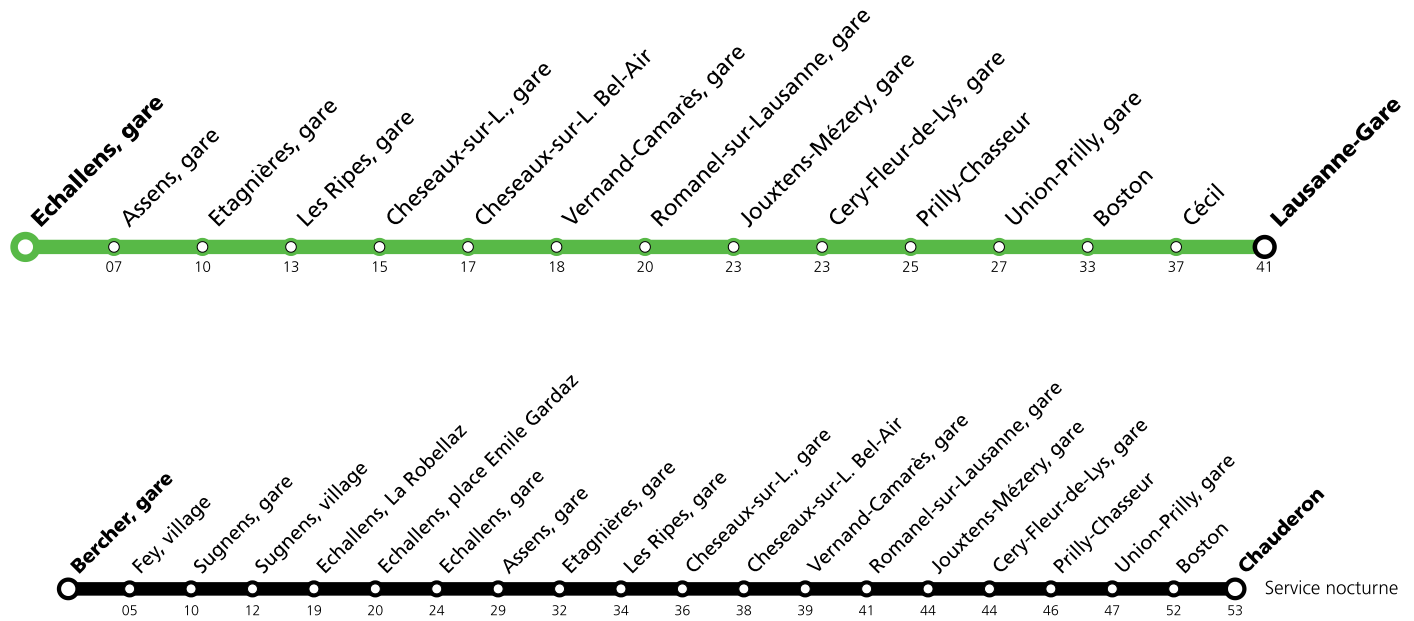 Echallens, gare
Assens, gare
Etagnières, gare
Les Ripes, gare
Cheseaux-sur-L., gare
Cheseaux-sur-L. Bel-Air
Vernand-Camarès, gare
Romanel-sur-Lausanne, gare
Jouxtens-Mézery, gare
Cery-Fleur-de-Lys, gare
Prilly-Chasseur
Union-Prilly, gare
Boston
Cécil
Lausanne-Gare
07 10 13 15 17 18 20 23 23 25 27 33 37 41
Bercher, gare
Fey, village
Sugnens, gare
Sugnens, village
Echallens, La Robellaz
Echallens, place Emile Gardaz
Echallens, gare
Assens, gare
Etagnières, gare
Les Ripes, gare
Cheseaux-sur-L., gare
Cheseaux-sur-L. Bel-Air
Vernand-Camarès, gare
Romanel-sur-Lausanne, gare
Jouxtens-Mézery, gare
Cery-Fleur-de-Lys, gare
Prilly-Chasseur
Union-Prilly, gare
Boston
Chauderon
Service nocturne
05 10 12 19 20 24 29 32 34 36 38 39 41 44 44 46 47 52 53